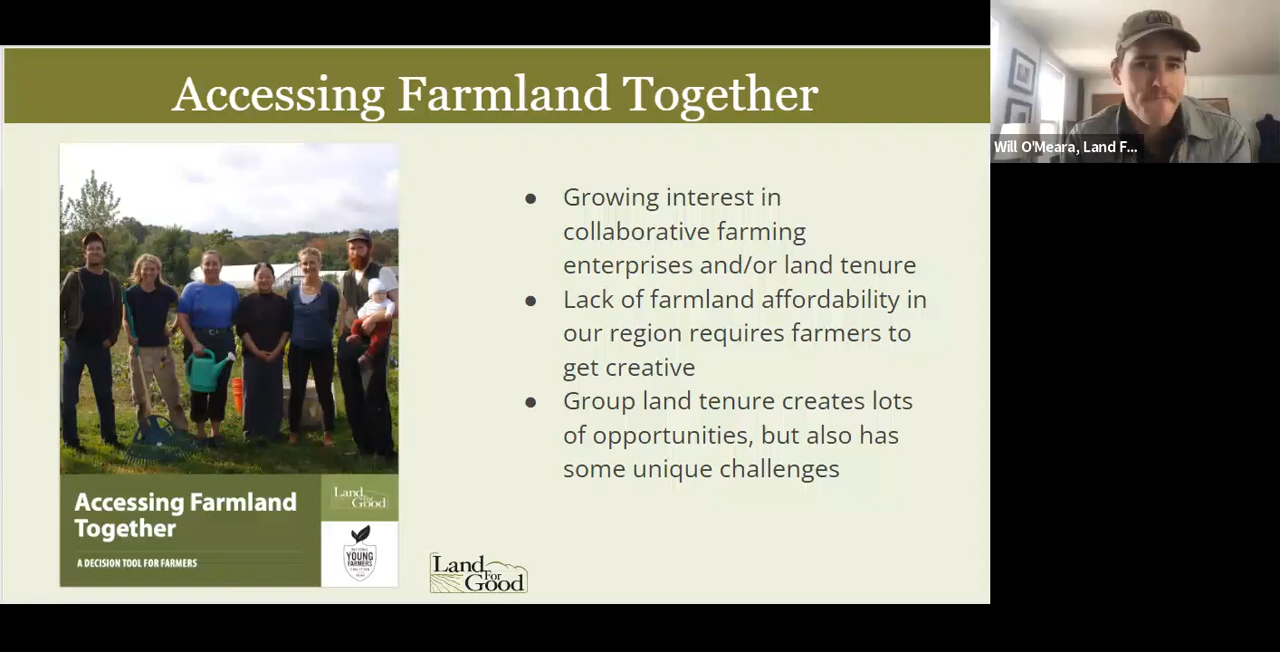 Accessing Farmland Together
Will O'Meara, Land F...
● Growing interest in
collaborative farming
enterprises and/or land tenure
● Lack of farmland affordability in
our region requires farmers to
get creative
● Group land tenure creates lots
of opportunities, but also has
some unique challenges
Accessing Farmland
Together
A DECISION TOOL FOR FARMERS
Land
For
Good
NATIONAL
YOUNG
FARMERS
COALITION
Land
For
Good